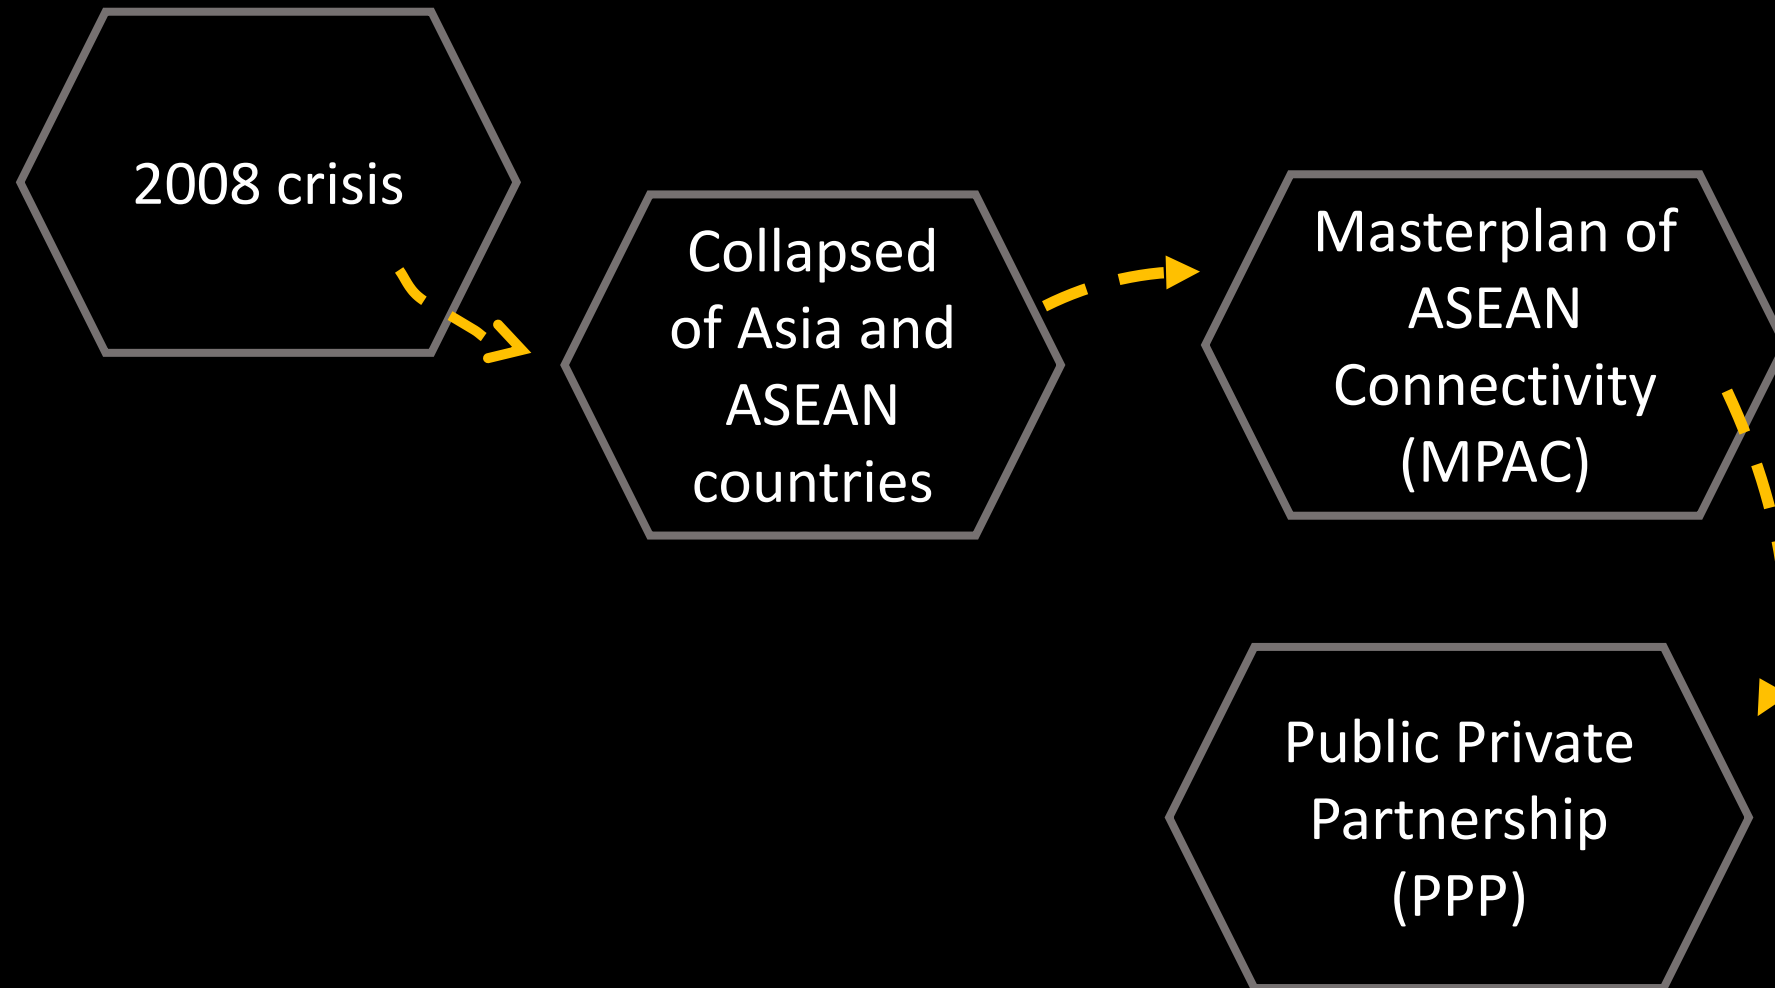 2008 crisis
Collapsed
of Asia and
ASEAN
countries
Masterplan of
ASEAN
Connectivity
(MPAC)
Public Private
Partnership
(PPP)